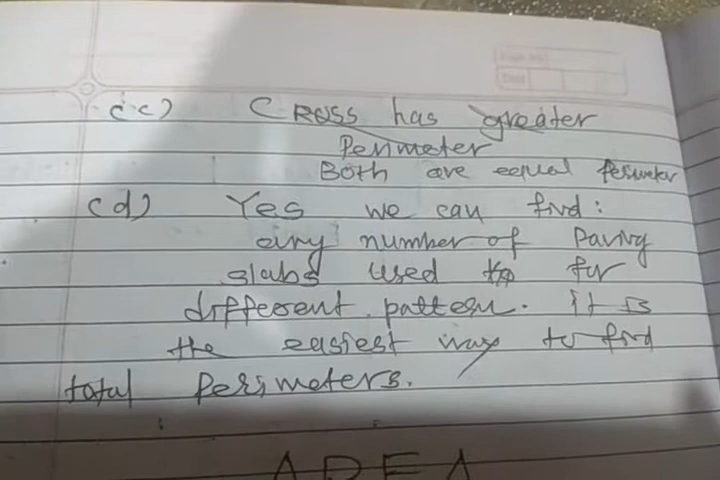 (c) Cross has greater
Perimeter
Both are equal Perimeter
(d) Yes we can find:
any number of Paving
slabs used to for
different pattern. it is
the easiest way to find
total Perimeters.
AREA